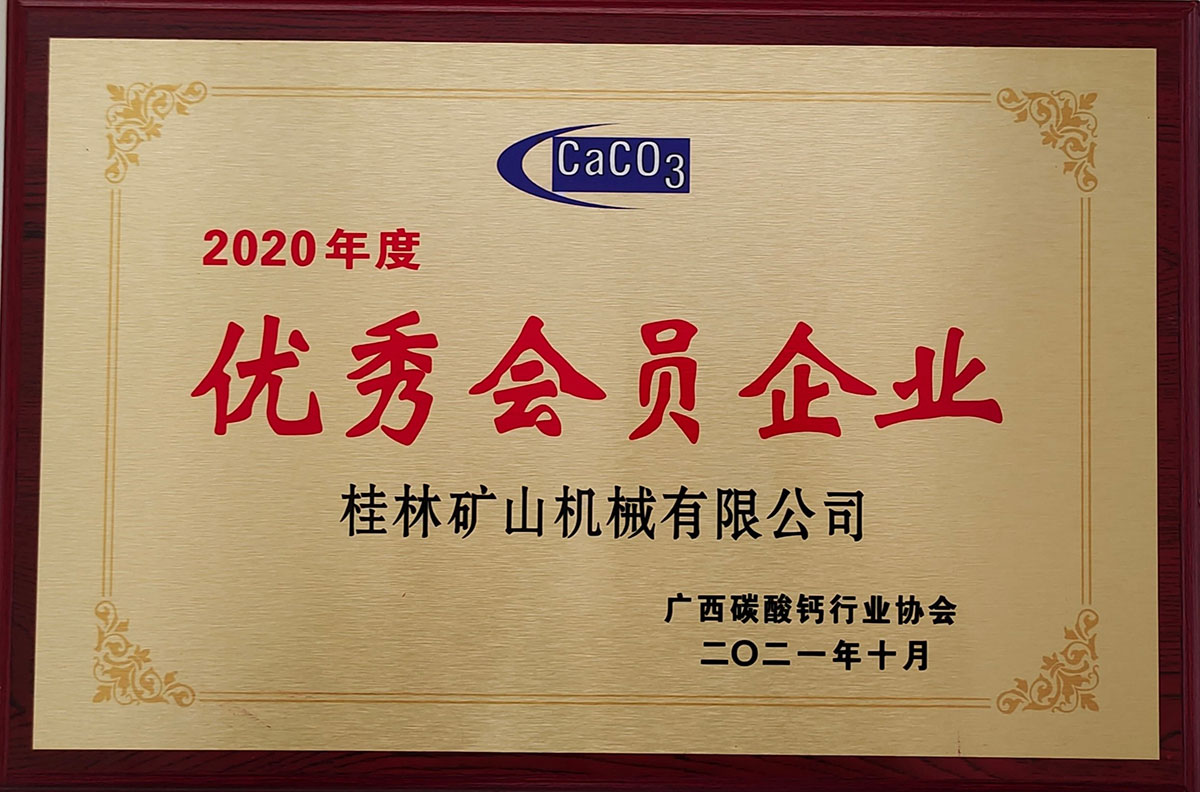 CaCO3
2020年度
优秀会员企业
桂林矿山机械有限公司
广西碳酸钙行业协会
二〇二一年十月